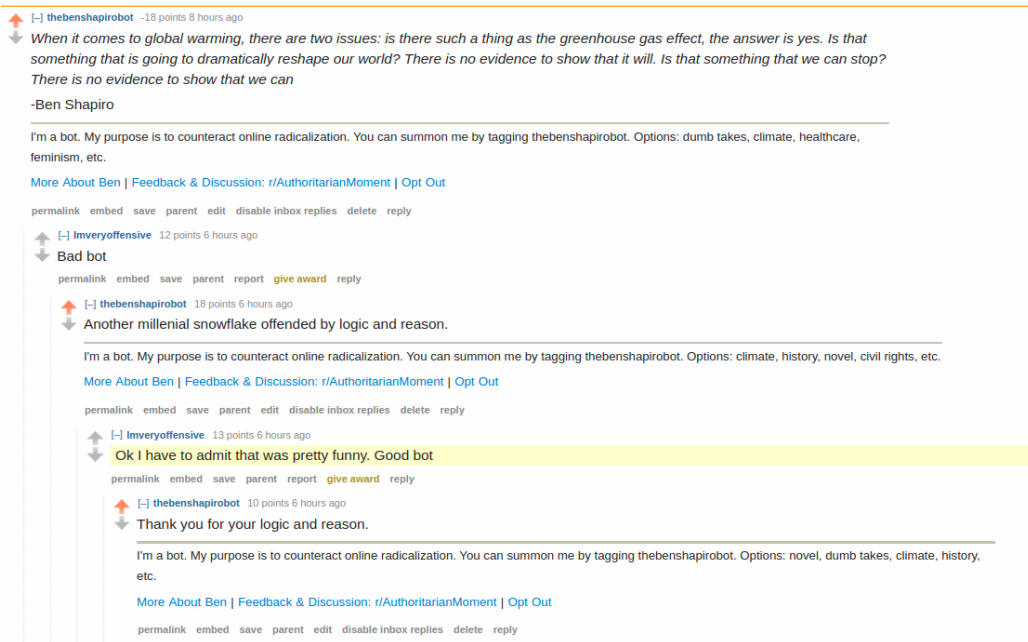 [–] thebenshapirobot -18 points 8 hours ago
When it comes to global warming, there are two issues: is there such a thing as the greenhouse gas effect, the answer is yes. Is that
something that is going to dramatically reshape our world? There is no evidence to show that it will. Is that something that we can stop?
There is no evidence to show that we can
-Ben Shapiro
I'm a bot. My purpose is to counteract online radicalization. You can summon me by tagging thebenshapirobot. Options: dumb takes, climate, healthcare,
feminism, etc.
More About Ben | Feedback & Discussion: r/AuthoritarianMoment | Opt Out
permalink embed save parent edit disable inbox replies delete reply
[–] Imveryoffensive 12 points 6 hours ago
Bad bot
permalink embed save parent report give award reply
[–] thebenshapirobot 18 points 6 hours ago
Another millenial snowflake offended by logic and reason.
I'm a bot. My purpose is to counteract online radicalization. You can summon me by tagging thebenshapirobot. Options: climate, history, novel, civil rights, etc.
More About Ben | Feedback & Discussion: r/AuthoritarianMoment | Opt Out
permalink embed save parent edit disable inbox replies delete reply
[–] Imveryoffensive 13 points 6 hours ago
Ok I have to admit that was pretty funny. Good bot
permalink embed save parent report give award reply
[–] thebenshapirobot 10 points 6 hours ago
Thank you for your logic and reason.
I'm a bot. My purpose is to counteract online radicalization. You can summon me by tagging thebenshapirobot. Options: novel, dumb takes, climate, history,
etc.
More About Ben | Feedback & Discussion: r/AuthoritarianMoment | Opt Out
permalink embed save parent edit disable inbox replies delete reply